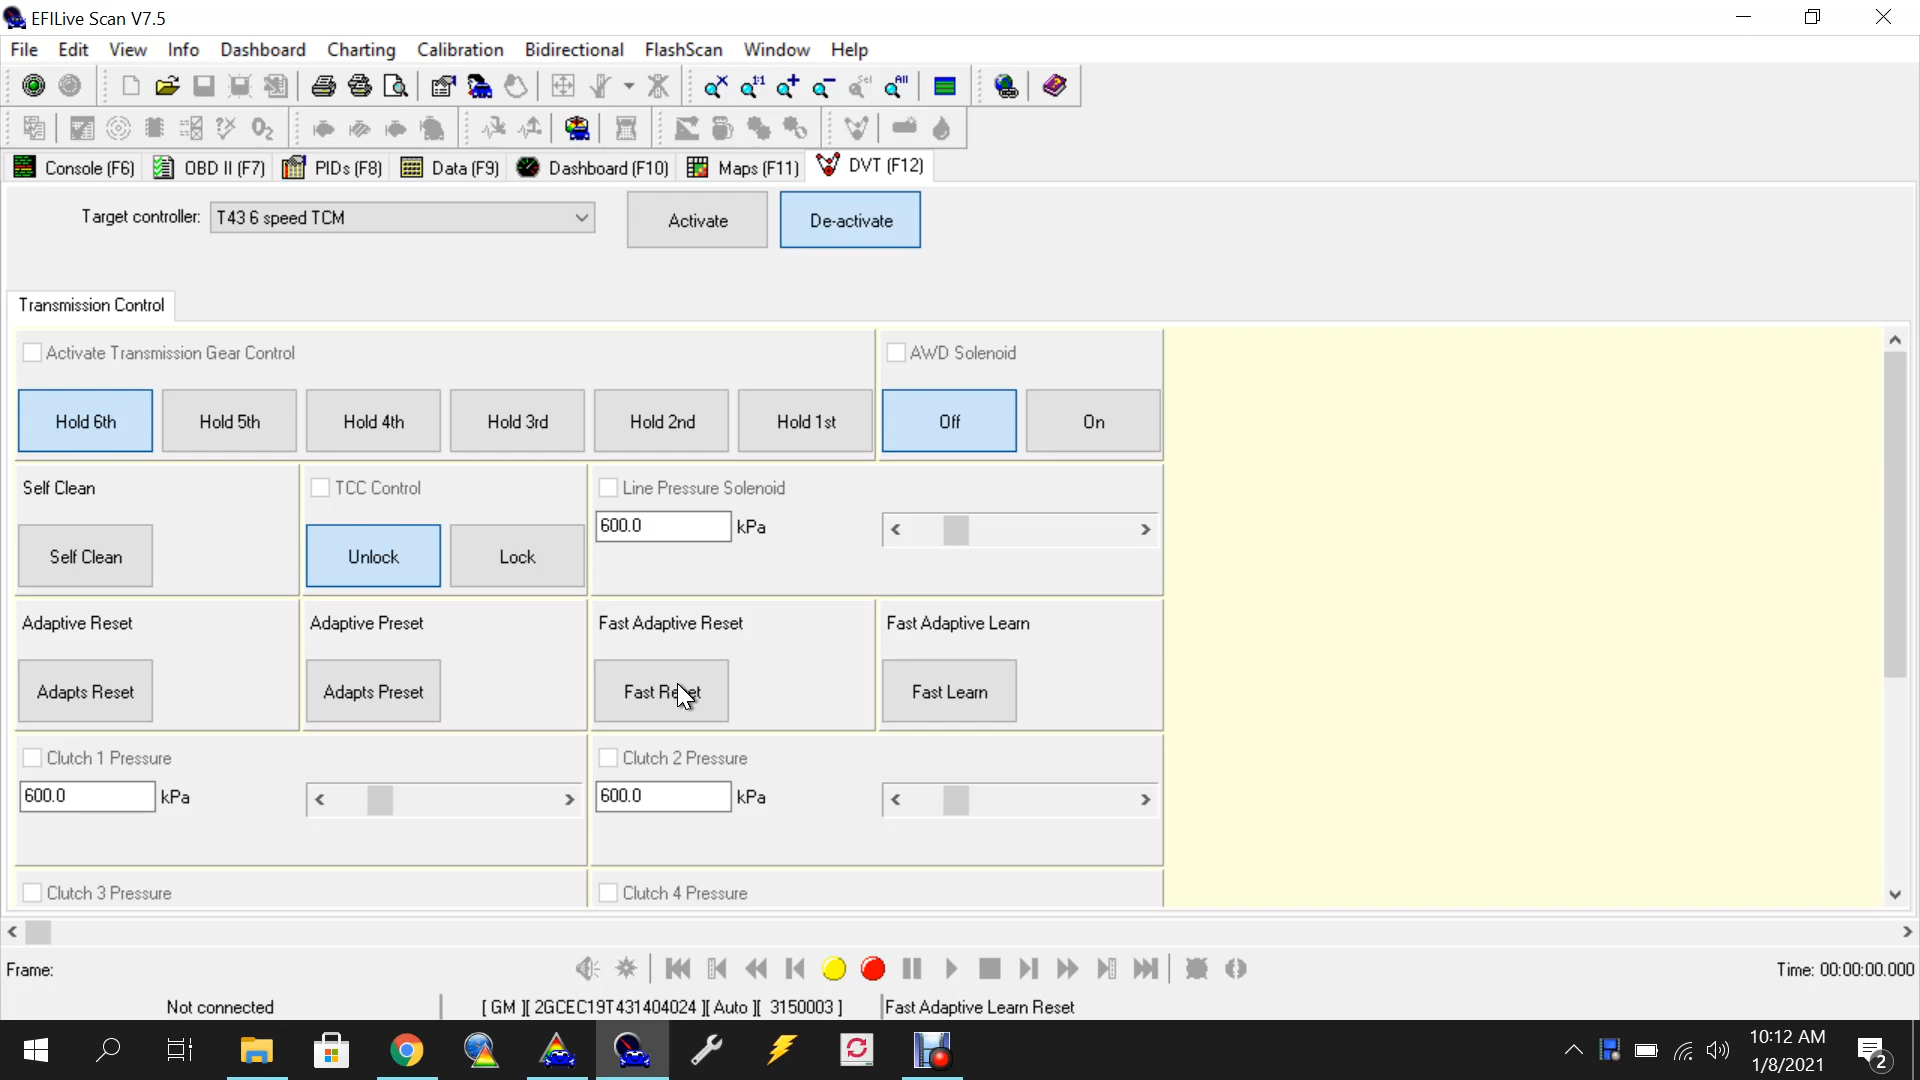 EFILive Scan V7.5
File Edit View Info Dashboard Charting Calibration Bidirectional FlashScan Window Help
1:1 Sel All
Console (F6) OBD II (F7) PIDs (F8) Data (F9) Dashboard (F10) Maps (F11) DVT (F12)
Target controller: T43 6 speed TCM Activate De-activate
Transmission Control
Activate Transmission Gear Control AWD Solenoid
Hold 6th Hold 5th Hold 4th Hold 3rd Hold 2nd Hold 1st Off On
Self Clean TCC Control Line Pressure Solenoid
600.0 kPa
Self Clean Unlock Lock
Adaptive Reset Adaptive Preset Fast Adaptive Reset Fast Adaptive Learn
Adapts Reset Adapts Preset Fast Reset Fast Learn
Clutch 1 Pressure Clutch 2 Pressure
600.0 kPa 600.0 kPa
Clutch 3 Pressure Clutch 4 Pressure
Frame: Time: 00:00:00.000
Not connected [ GM ][ 2GCEC19T431404024 ][ Auto ][ 3150003 ] Fast Adaptive Learn Reset
10:12 AM
1/8/2021
2